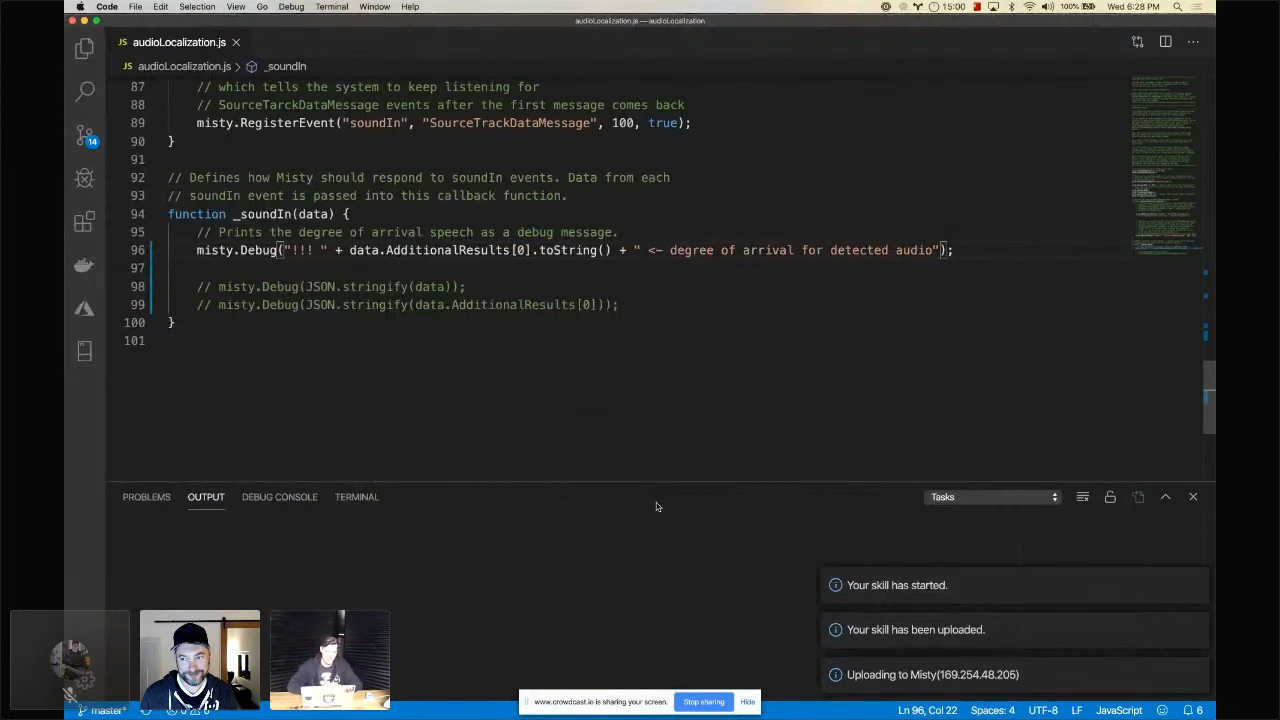 Code File Edit Selection View Go Debug Terminal Window Help 15:00 100% Wed 6:28 PM
audioLocalization.js — audioLocalization
JS audioLocalization.js
JS audioLocalization.js > _soundIn
87 // which tells the system to keep listening for
88 // SourceTarckDataMessage events after the first message comes back
89 misty.RegisterEvent("soundIn", "SourceTrackDataMessage", 100, true);
90 }
91
92 // Defines how Misty should respond to soundIn events. Data from each
93 // soundIn event is passed into this callback function.
94 function _soundIn(data) {
95 // Prints the degree of arrival speech as a debug message.
96 misty.Debug("!!! " + data.AdditionalResults[0].toString() + " <- degree of arrival for detected audio");
97
98 // misty.Debug(JSON.stringify(data));
99 // misty.Debug(JSON.stringify(data.AdditionalResults[0]));
100 }
101
14
PROBLEMS OUTPUT DEBUG CONSOLE TERMINAL Tasks
Your skill has started.
Your skill has been uploaded.
Uploading to Misty(169.254.48.205)
www.crowdcast.io is sharing your screen. Stop sharing Hide
master* Ln 96, Col 22 Spaces: 4 UTF-8 LF JavaScript 6